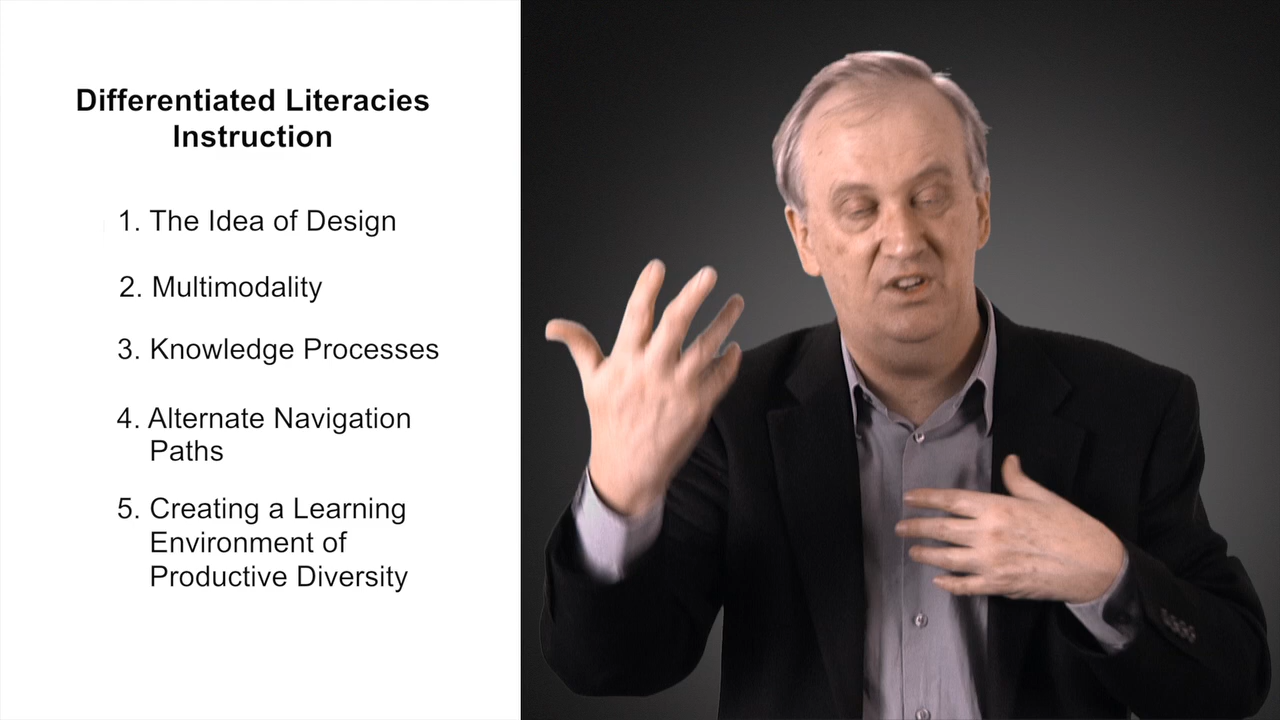 Differentiated Literacies
Instruction
1. The Idea of Design
2. Multimodality
3. Knowledge Processes
4. Alternate Navigation
Paths
5. Creating a Learning
Environment of
Productive Diversity